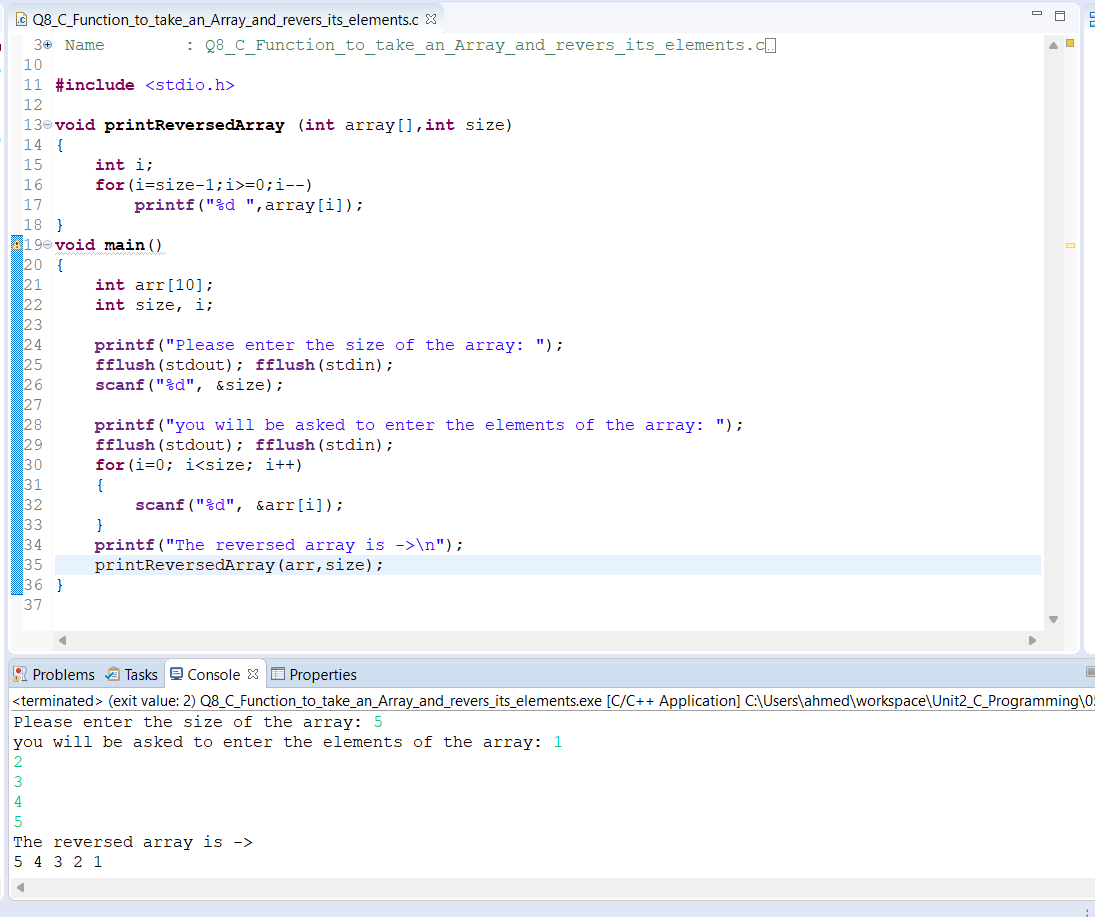 Q8_C_Function_to_take_an_Array_and_revers_its_elements.c
3 Name         : Q8_C_Function_to_take_an_Array_and_revers_its_elements.c
10
11 #include <stdio.h>
12
13 void printReversedArray (int array[],int size)
14 {
15     int i;
16     for(i=size-1;i>=0;i--)
17         printf("%d ",array[i]);
18 }
19 void main()
20 {
21     int arr[10];
22     int size, i;
23
24     printf("Please enter the size of the array: ");
25     fflush(stdout); fflush(stdin);
26     scanf("%d", &size);
27
28     printf("you will be asked to enter the elements of the array: ");
29     fflush(stdout); fflush(stdin);
30     for(i=0; i<size; i++)
31     {
32         scanf("%d", &arr[i]);
33     }
34     printf("The reversed array is ->\n");
35     printReversedArray(arr,size);
36 }
37
Problems Tasks Console Properties
<terminated> (exit value: 2) Q8_C_Function_to_take_an_Array_and_revers_its_elements.exe [C/C++ Application] C:\Users\ahmed\workspace\Unit2_C_Programming\05
Please enter the size of the array: 5
you will be asked to enter the elements of the array: 1
2
3
4
5
The reversed array is ->
5 4 3 2 1